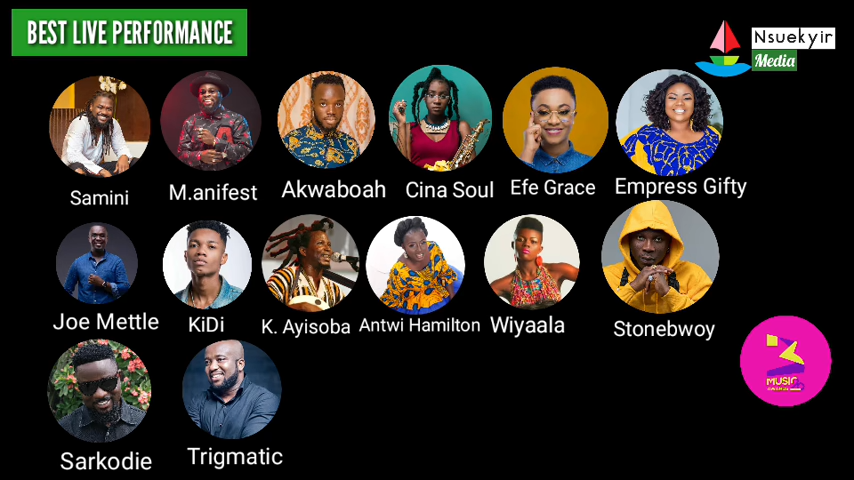 BEST LIVE PERFORMANCE
Nsuekyir
Media
Samini
M.anifest
Akwaboah
Cina Soul
Efe Grace
Empress Gifty
Joe Mettle
KiDi
K. Ayisoba
Antwi Hamilton
Wiyaala
Stonebwoy
MUSIC
Sarkodie
Trigmatic